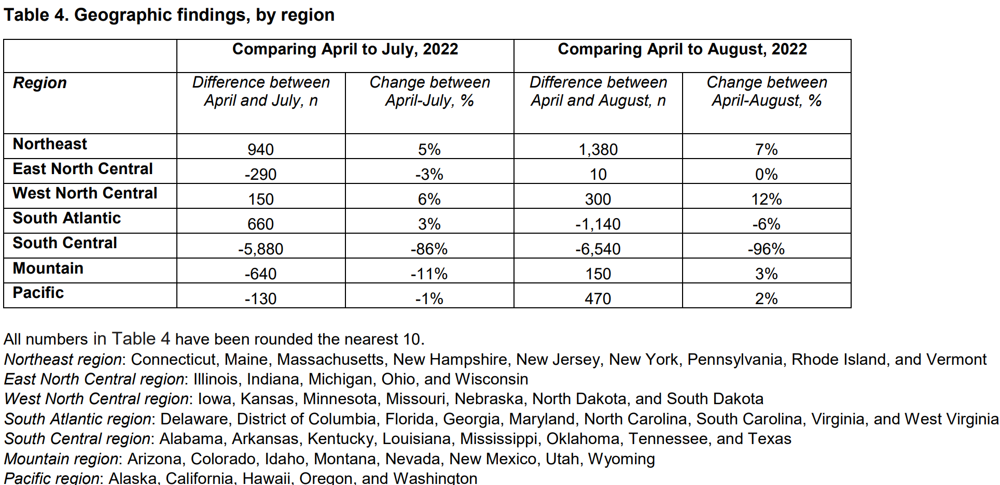 Table 4. Geographic findings, by region
Comparing April to July, 2022 Comparing April to August, 2022
Region Difference between April and July, n Change between April-July, % Difference between April and August, n Change between April-August, %
Northeast 940 5% 1,380 7%
East North Central -290 -3% 10 0%
West North Central 150 6% 300 12%
South Atlantic 660 3% -1,140 -6%
South Central -5,880 -86% -6,540 -96%
Mountain -640 -11% 150 3%
Pacific -130 -1% 470 2%
All numbers in Table 4 have been rounded the nearest 10.
Northeast region: Connecticut, Maine, Massachusetts, New Hampshire, New Jersey, New York, Pennsylvania, Rhode Island, and Vermont
East North Central region: Illinois, Indiana, Michigan, Ohio, and Wisconsin
West North Central region: Iowa, Kansas, Minnesota, Missouri, Nebraska, North Dakota, and South Dakota
South Atlantic region: Delaware, District of Columbia, Florida, Georgia, Maryland, North Carolina, South Carolina, Virginia, and West Virginia
South Central region: Alabama, Arkansas, Kentucky, Louisiana, Mississippi, Oklahoma, Tennessee, and Texas
Mountain region: Arizona, Colorado, Idaho, Montana, Nevada, New Mexico, Utah, Wyoming
Pacific region: Alaska, California, Hawaii, Oregon, and Washington